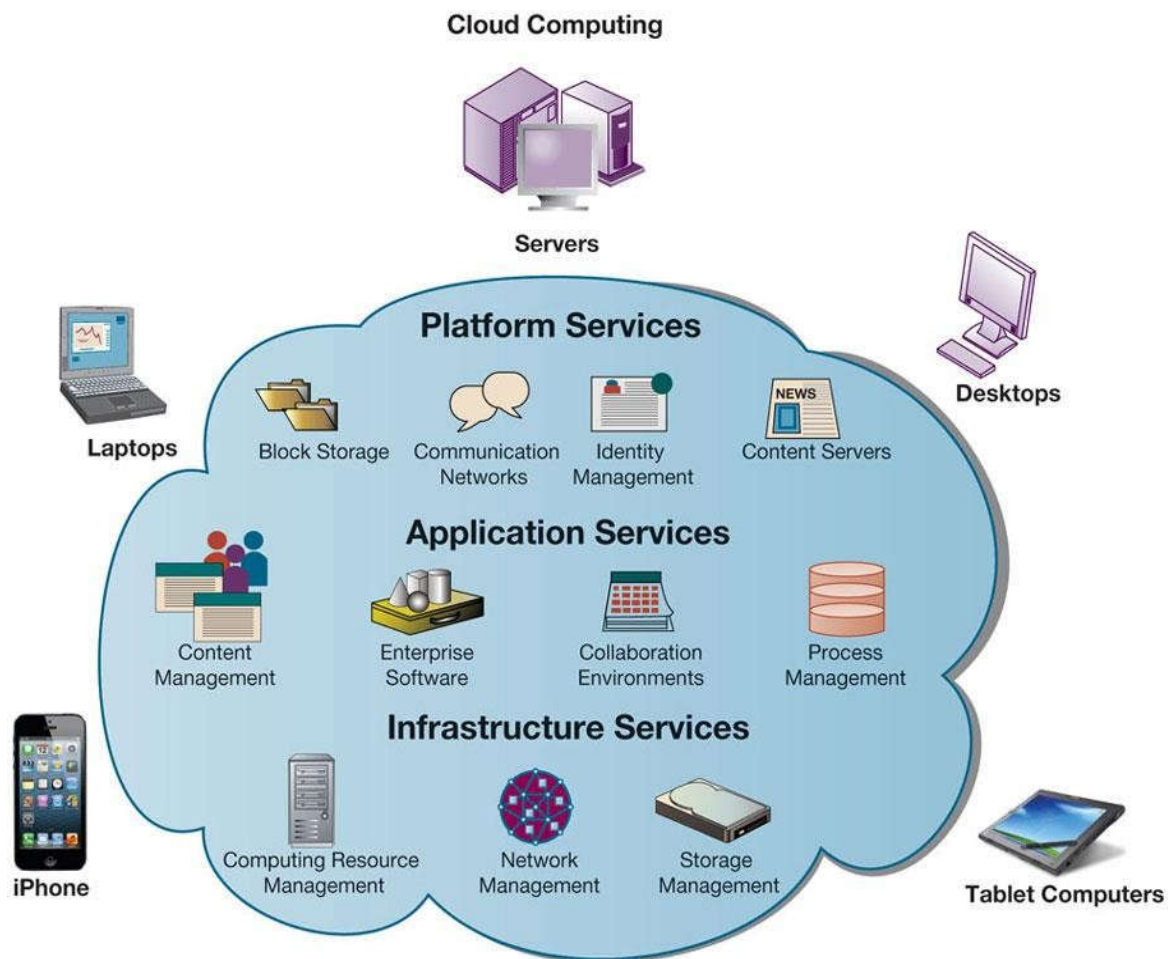 Cloud Computing
Servers
Platform Services
Laptops
Desktops
Block Storage
Communication
Networks
Identity
Management
NEWS
Content Servers
Application Services
Content
Management
Enterprise
Software
Collaboration
Environments
Process
Management
Infrastructure Services
Computing Resource
Management
Network
Management
Storage
Management
iPhone
Tablet Computers